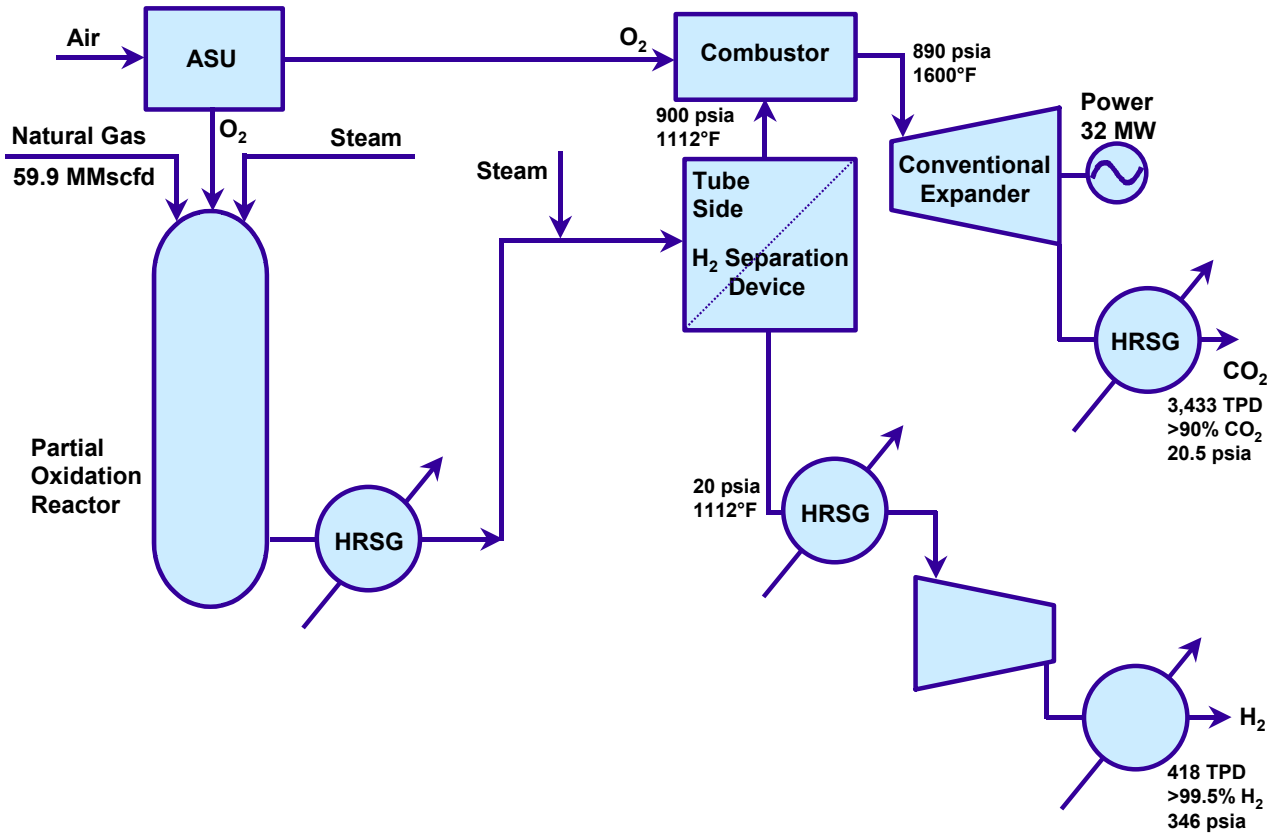 Air
ASU
O₂
Combustor
890 psia
1600°F
Power
32 MW
900 psia
1112°F
Natural Gas
59.9 MMscfd
O₂
Steam
Steam
Tube
Side
H₂ Separation
Device
Conventional
Expander
HRSG
CO₂
3,433 TPD
>90% CO₂
20.5 psia
Partial
Oxidation
Reactor
HRSG
20 psia
1112°F
HRSG
H₂
418 TPD
>99.5% H₂
346 psia